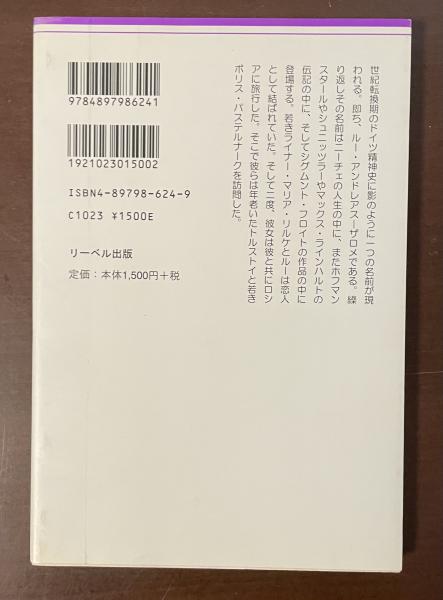 世紀転換期のドイツ精神史に影のように一つの名前が現
われる。即ち、ルー・アンドレアス－ザロメである。繰
り返しその名前はニーチェの人生の中に、またホフマン
スタールやシュニッツラーやマックス・ラインハルトの
伝記の中に、そしてシグムント・フロイトの作品の中に
登場する。若きライナー・マリア・リルケとルーは恋人
として結ばれていた。そして二度、彼女は彼と共にロシ
アに旅行した。そこで彼らは年老いたトルストイと若き
ボリス・パステルナークを訪問した。
9784897986241
1921023015002
ISBN4-89798-624-9
C1023 ¥1500E
リーベル出版
定価：本体1,500円＋税